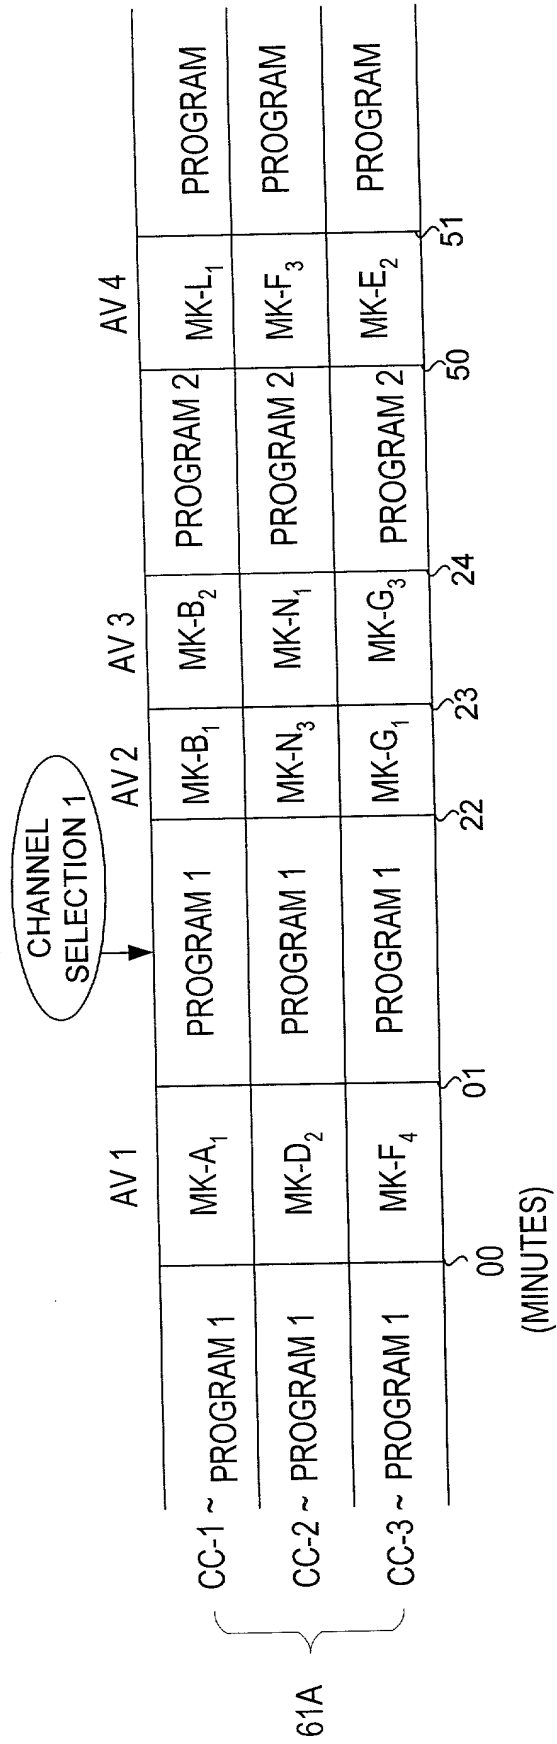 CHANNEL
SELECTION 1
AV 1 AV 2 AV 3 AV 4
CC-1 ~ PROGRAM 1 MK-A1 PROGRAM 1 MK-B1 MK-B2 PROGRAM 2 MK-L1 PROGRAM
CC-2 ~ PROGRAM 1 MK-D2 PROGRAM 1 MK-N3 MK-N1 PROGRAM 2 MK-F3 PROGRAM
CC-3 ~ PROGRAM 1 MK-F4 PROGRAM 1 MK-G1 MK-G3 PROGRAM 2 MK-E2 PROGRAM
61A
00 01 22 23 24 50 51
(MINUTES)